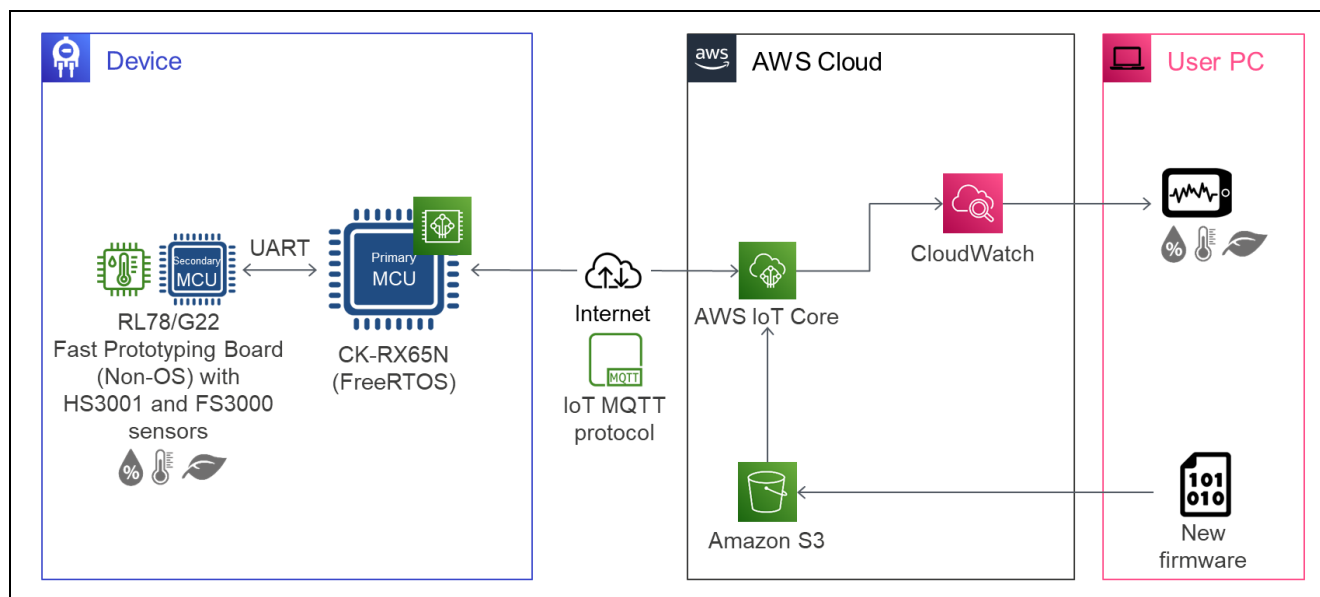 Device
aws
AWS Cloud
User PC
Secondary
MCU
UART
Primary
MCU
RL78/G22
Fast Prototyping Board
(Non-OS) with
HS3001 and FS3000
sensors
%
CK-RX65N
(FreeRTOS)
Internet
MQTT
IoT MQTT
protocol
AWS IoT Core
CloudWatch
%
Amazon S3
101
010
New
firmware